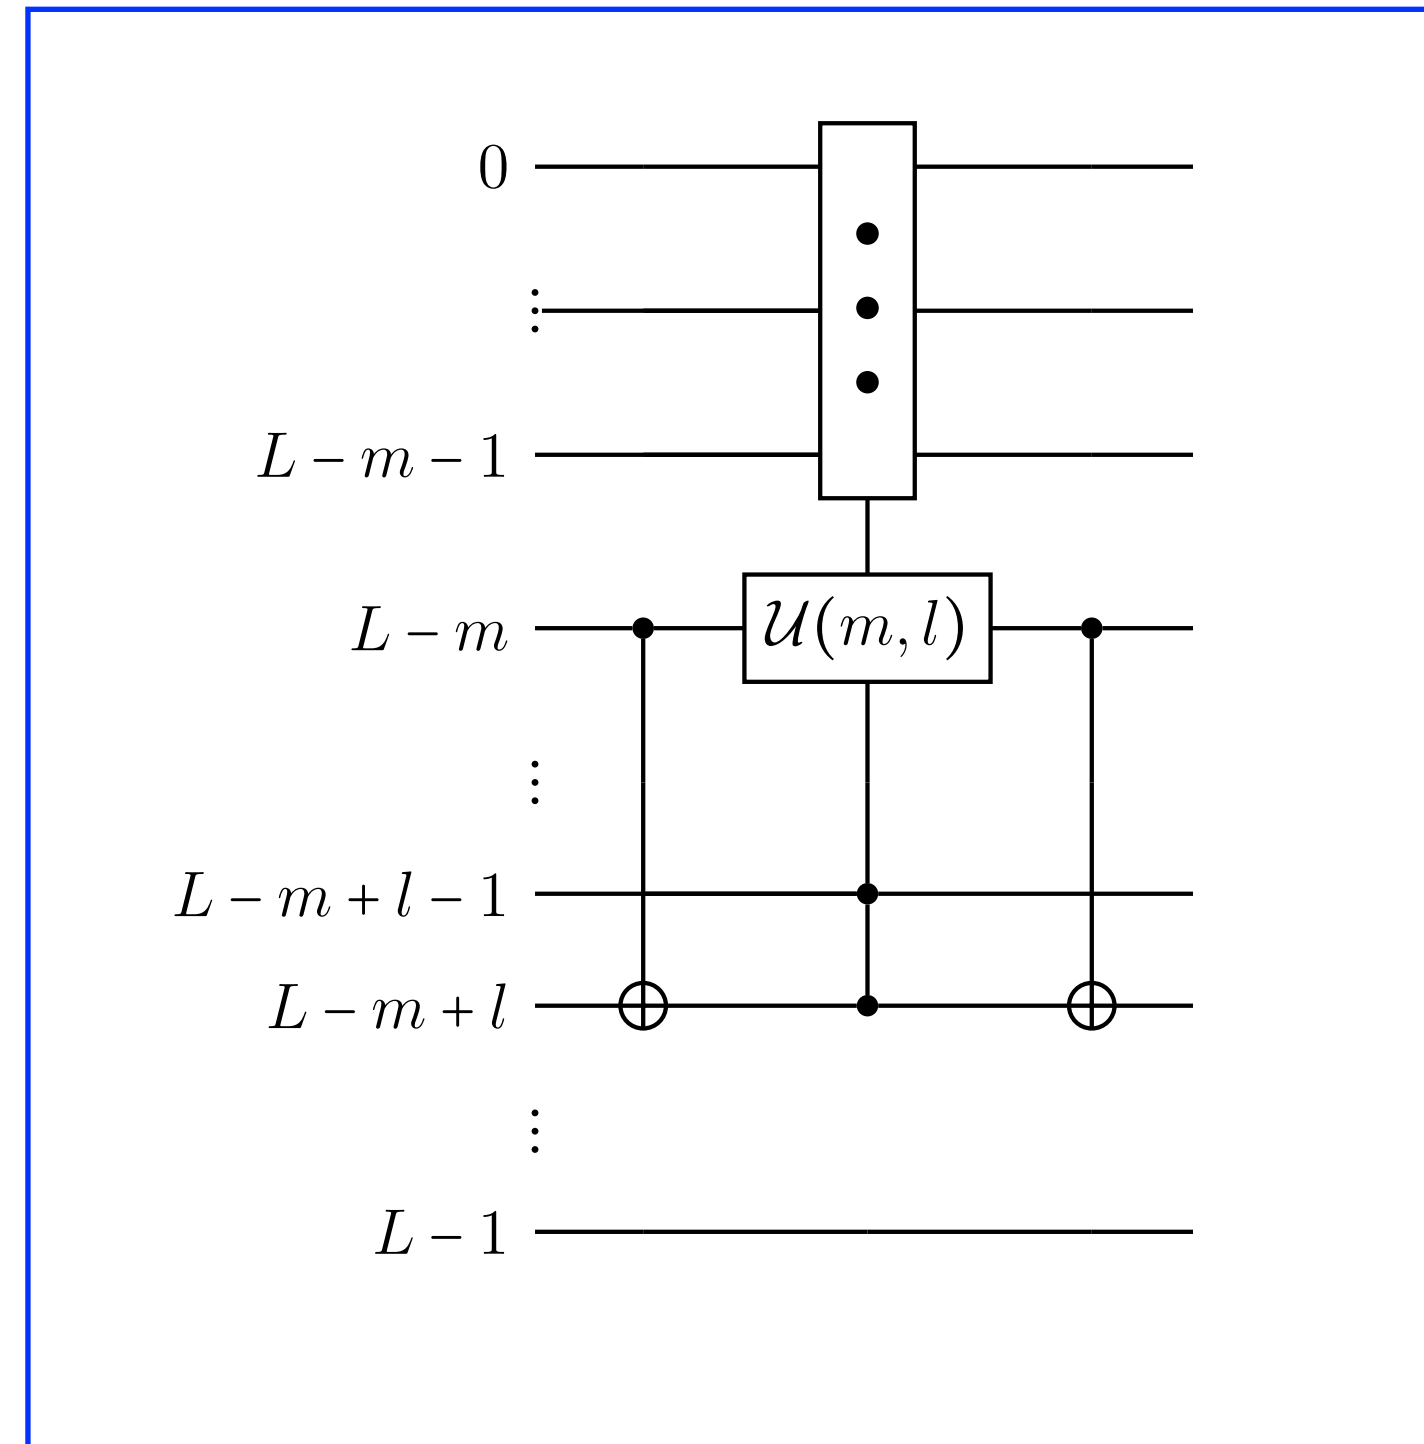 0
⋮
L − m − 1
L − m
𝒰(m, l)
⋮
L − m + l − 1
L − m + l
⋮
L − 1